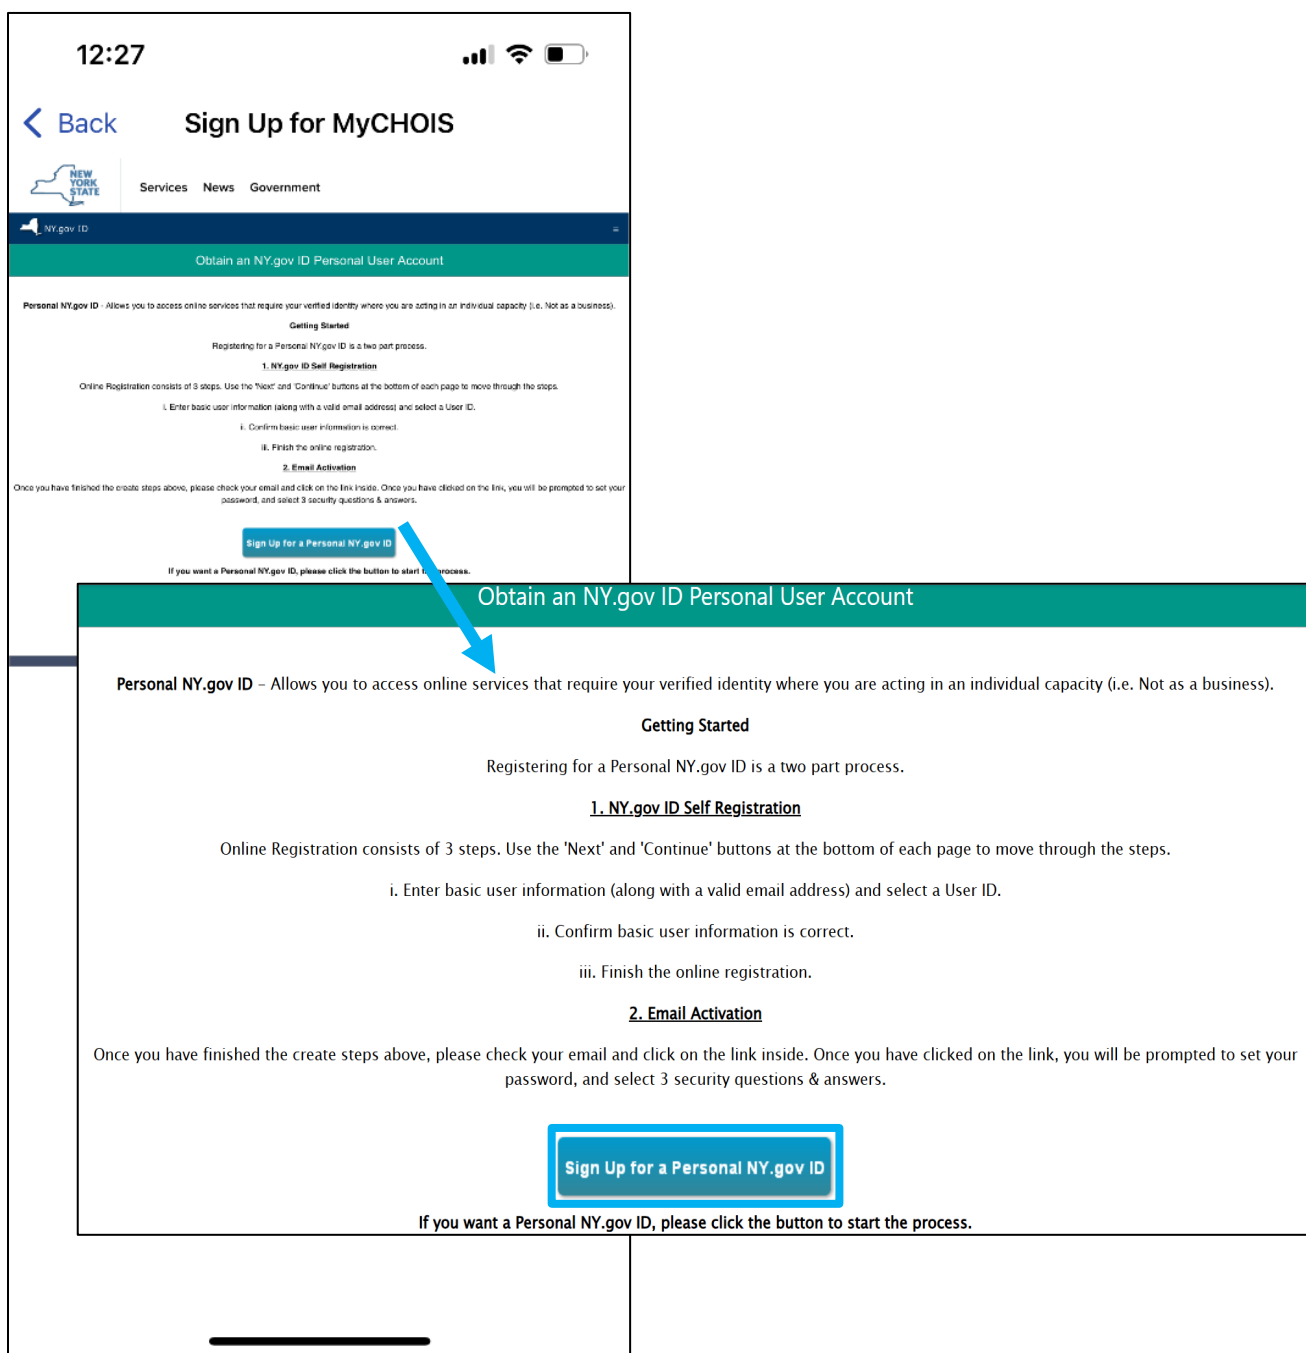 12:27
Back
Sign Up for MyCHOIS
NEW
YORK
STATE
Services News Government
NY.gov ID
Obtain an NY.gov ID Personal User Account
Personal NY.gov ID - Allows you to access online services that require your verified identity where you are acting in an individual capacity (i.e. Not as a business).
Getting Started
Registering for a Personal NY.gov ID is a two part process.
1. NY.gov ID Self Registration
Online Registration consists of 3 steps. Use the 'Next' and 'Continue' buttons at the bottom of each page to move through the steps.
i. Enter basic user information (along with a valid email address) and select a User ID.
ii. Confirm basic user information is correct.
iii. Finish the online registration.
2. Email Activation
Once you have finished the create steps above, please check your email and click on the link inside. Once you have clicked on the link, you will be prompted to set your
password, and select 3 security questions & answers.
Sign Up for a Personal NY.gov ID
If you want a Personal NY.gov ID, please click the button to start process.
Obtain an NY.gov ID Personal User Account
Personal NY.gov ID – Allows you to access online services that require your verified identity where you are acting in an individual capacity (i.e. Not as a business).
Getting Started
Registering for a Personal NY.gov ID is a two part process.
1. NY.gov ID Self Registration
Online Registration consists of 3 steps. Use the 'Next' and 'Continue' buttons at the bottom of each page to move through the steps.
i. Enter basic user information (along with a valid email address) and select a User ID.
ii. Confirm basic user information is correct.
iii. Finish the online registration.
2. Email Activation
Once you have finished the create steps above, please check your email and click on the link inside. Once you have clicked on the link, you will be prompted to set your
password, and select 3 security questions & answers.
Sign Up for a Personal NY.gov ID
If you want a Personal NY.gov ID, please click the button to start the process.